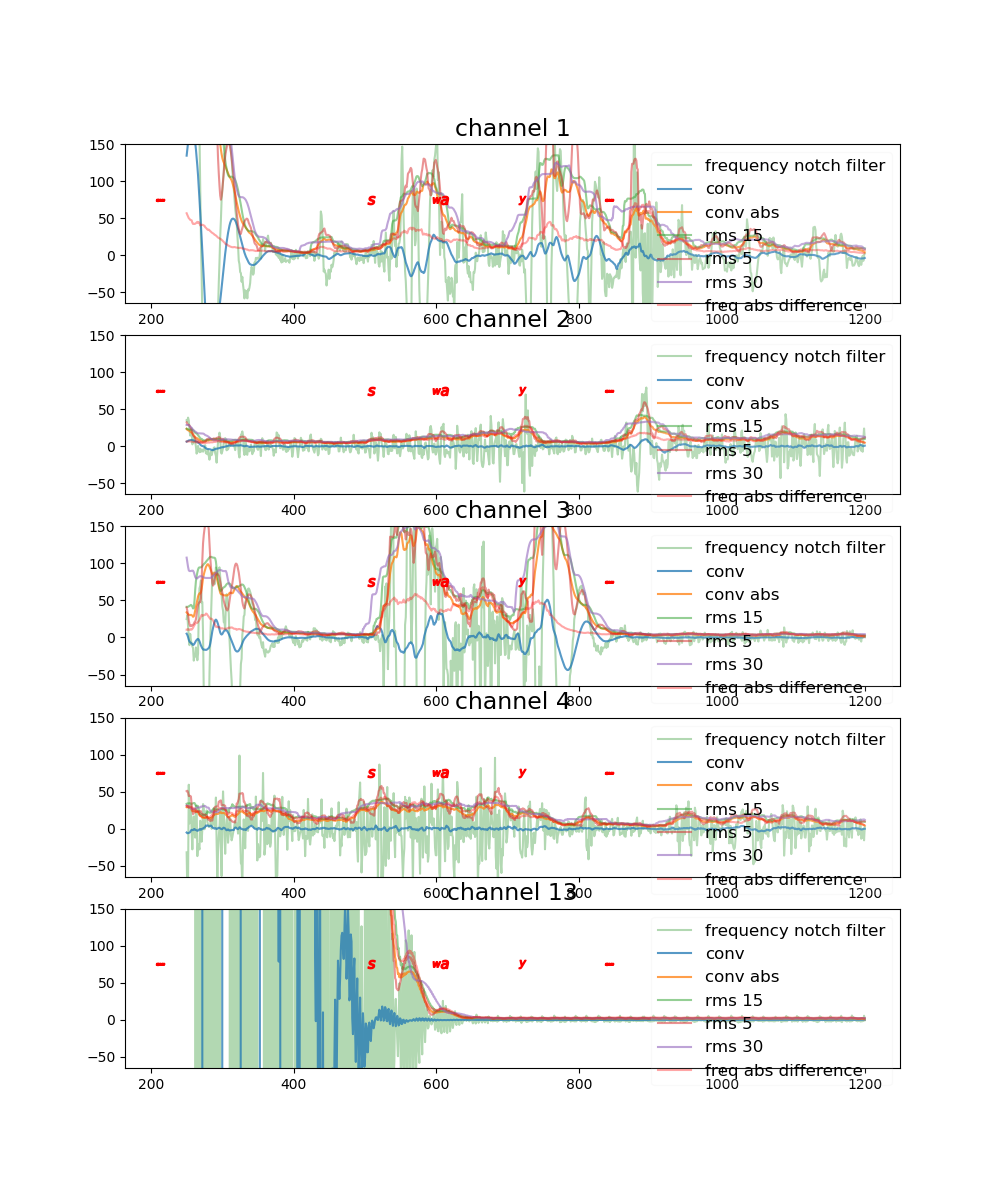 channel 1
150
100
50
0
−50
- s wa y -
frequency notch filter
conv
conv abs
rms 15
rms 5
rms 30
freq abs difference
200 400 600 800 1000 1200
channel 2
150
100
50
0
−50
- s wa y -
frequency notch filter
conv
conv abs
rms 15
rms 5
rms 30
freq abs difference
200 400 600 800 1000 1200
channel 3
150
100
50
0
−50
- s wa y -
frequency notch filter
conv
conv abs
rms 15
rms 5
rms 30
freq abs difference
200 400 600 800 1000 1200
channel 4
150
100
50
0
−50
- s wa y -
frequency notch filter
conv
conv abs
rms 15
rms 5
rms 30
freq abs difference
200 400 600 800 1000 1200
channel 13
150
100
50
0
−50
- s wa y -
frequency notch filter
conv
conv abs
rms 15
rms 5
rms 30
freq abs difference
200 400 600 800 1000 1200